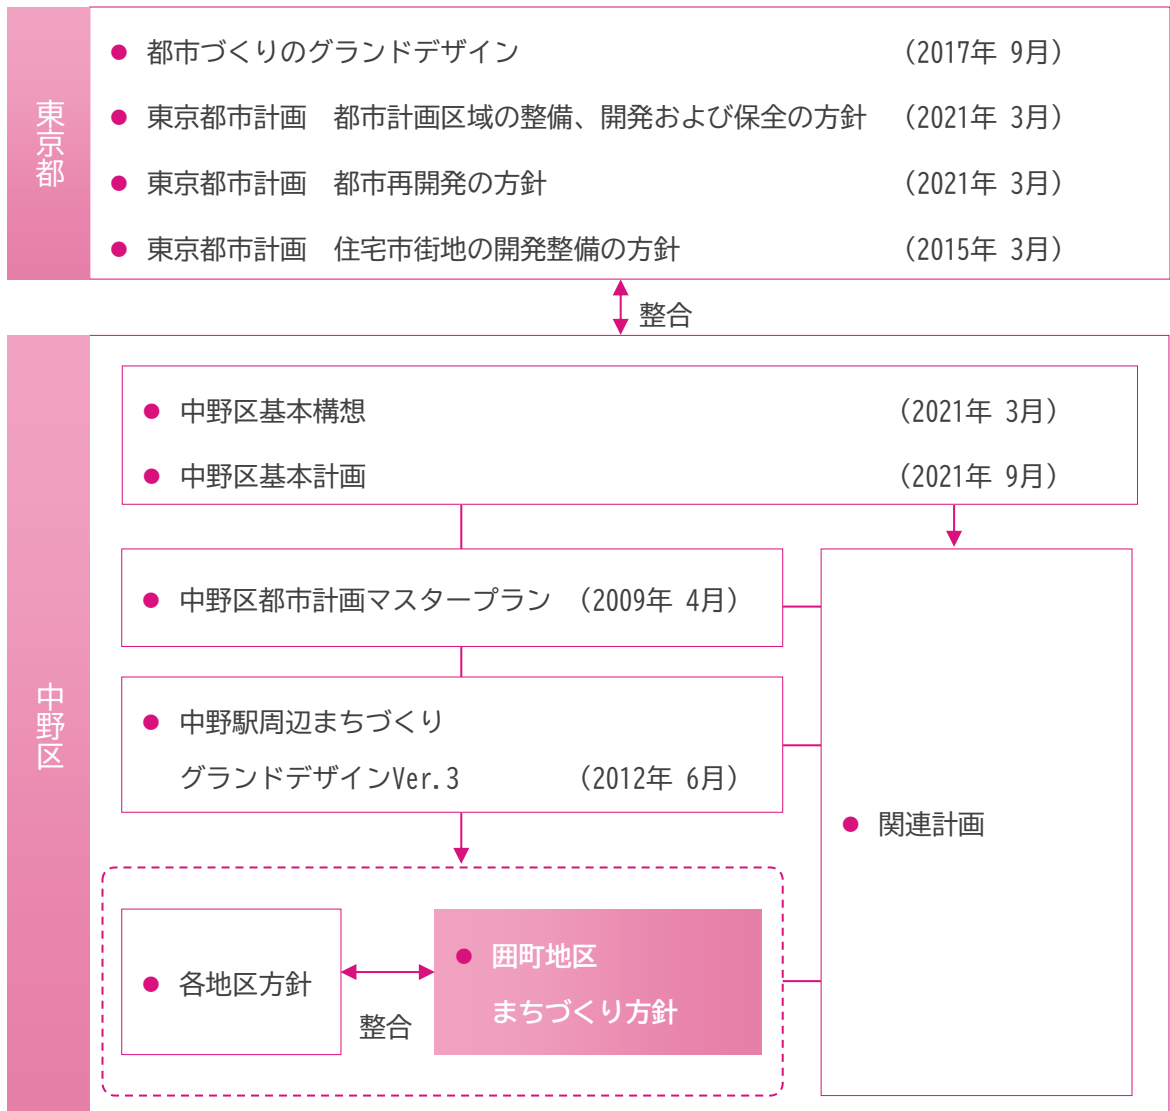 東京都
● 都市づくりのグランドデザイン （2017年 9月）
● 東京都市計画　都市計画区域の整備、開発および保全の方針 （2021年 3月）
● 東京都市計画　都市再開発の方針 （2021年 3月）
● 東京都市計画　住宅市街地の開発整備の方針 （2015年 3月）
整合
中野区
● 中野区基本構想 （2021年 3月）
● 中野区基本計画 （2021年 9月）
● 中野区都市計画マスタープラン （2009年 4月）
● 中野駅周辺まちづくり
グランドデザインVer.3 （2012年 6月）
● 関連計画
● 各地区方針
整合
● 囲町地区
まちづくり方針